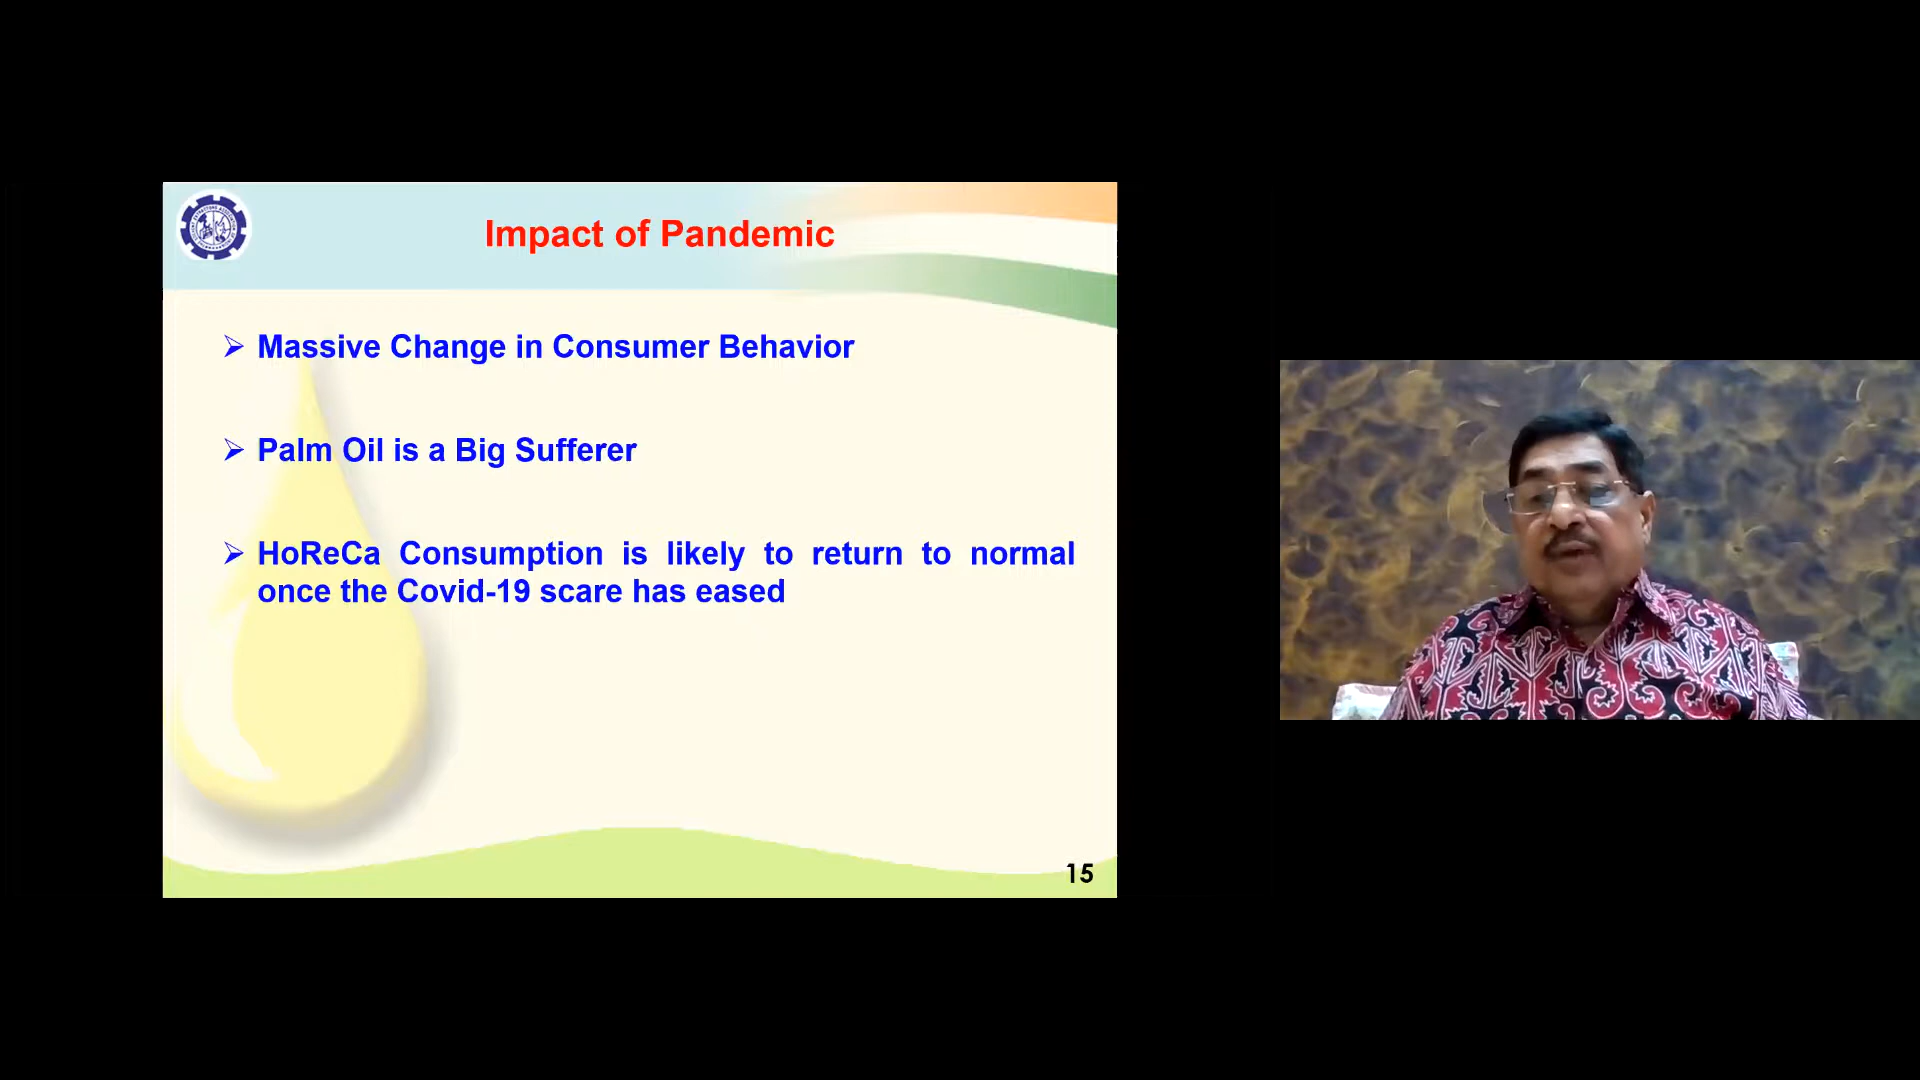 Impact of Pandemic
Massive Change in Consumer Behavior
Palm Oil is a Big Sufferer
HoReCa Consumption is likely to return to normal
once the Covid-19 scare has eased
15